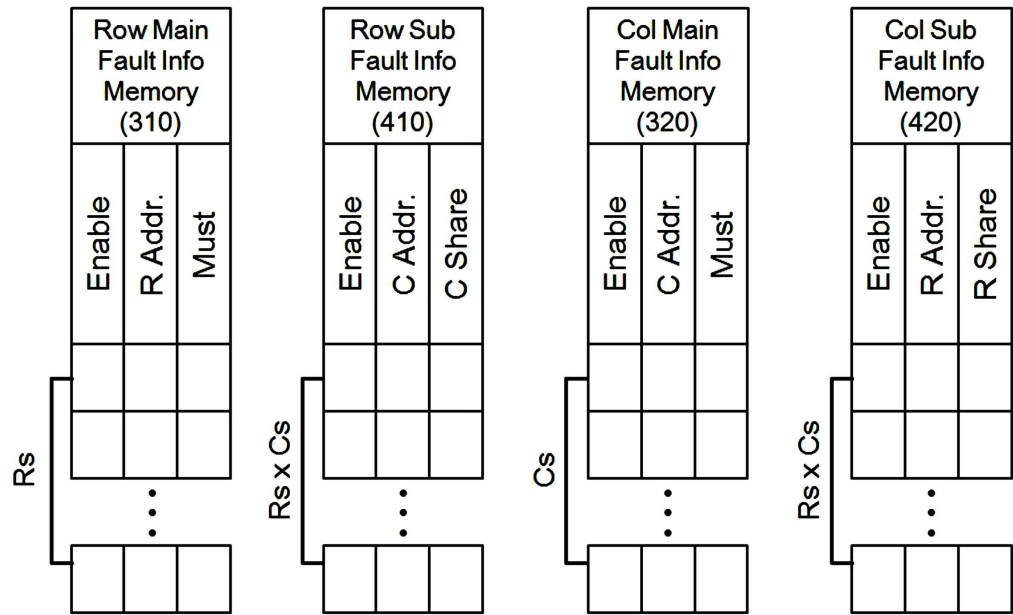 Row Main
Fault Info
Memory
(310)
Enable
R Addr.
Must
Rs
Row Sub
Fault Info
Memory
(410)
Enable
C Addr.
C Share
Rs x Cs
Col Main
Fault Info
Memory
(320)
Enable
C Addr.
Must
Cs
Col Sub
Fault Info
Memory
(420)
Enable
R Addr.
R Share
Rs x Cs